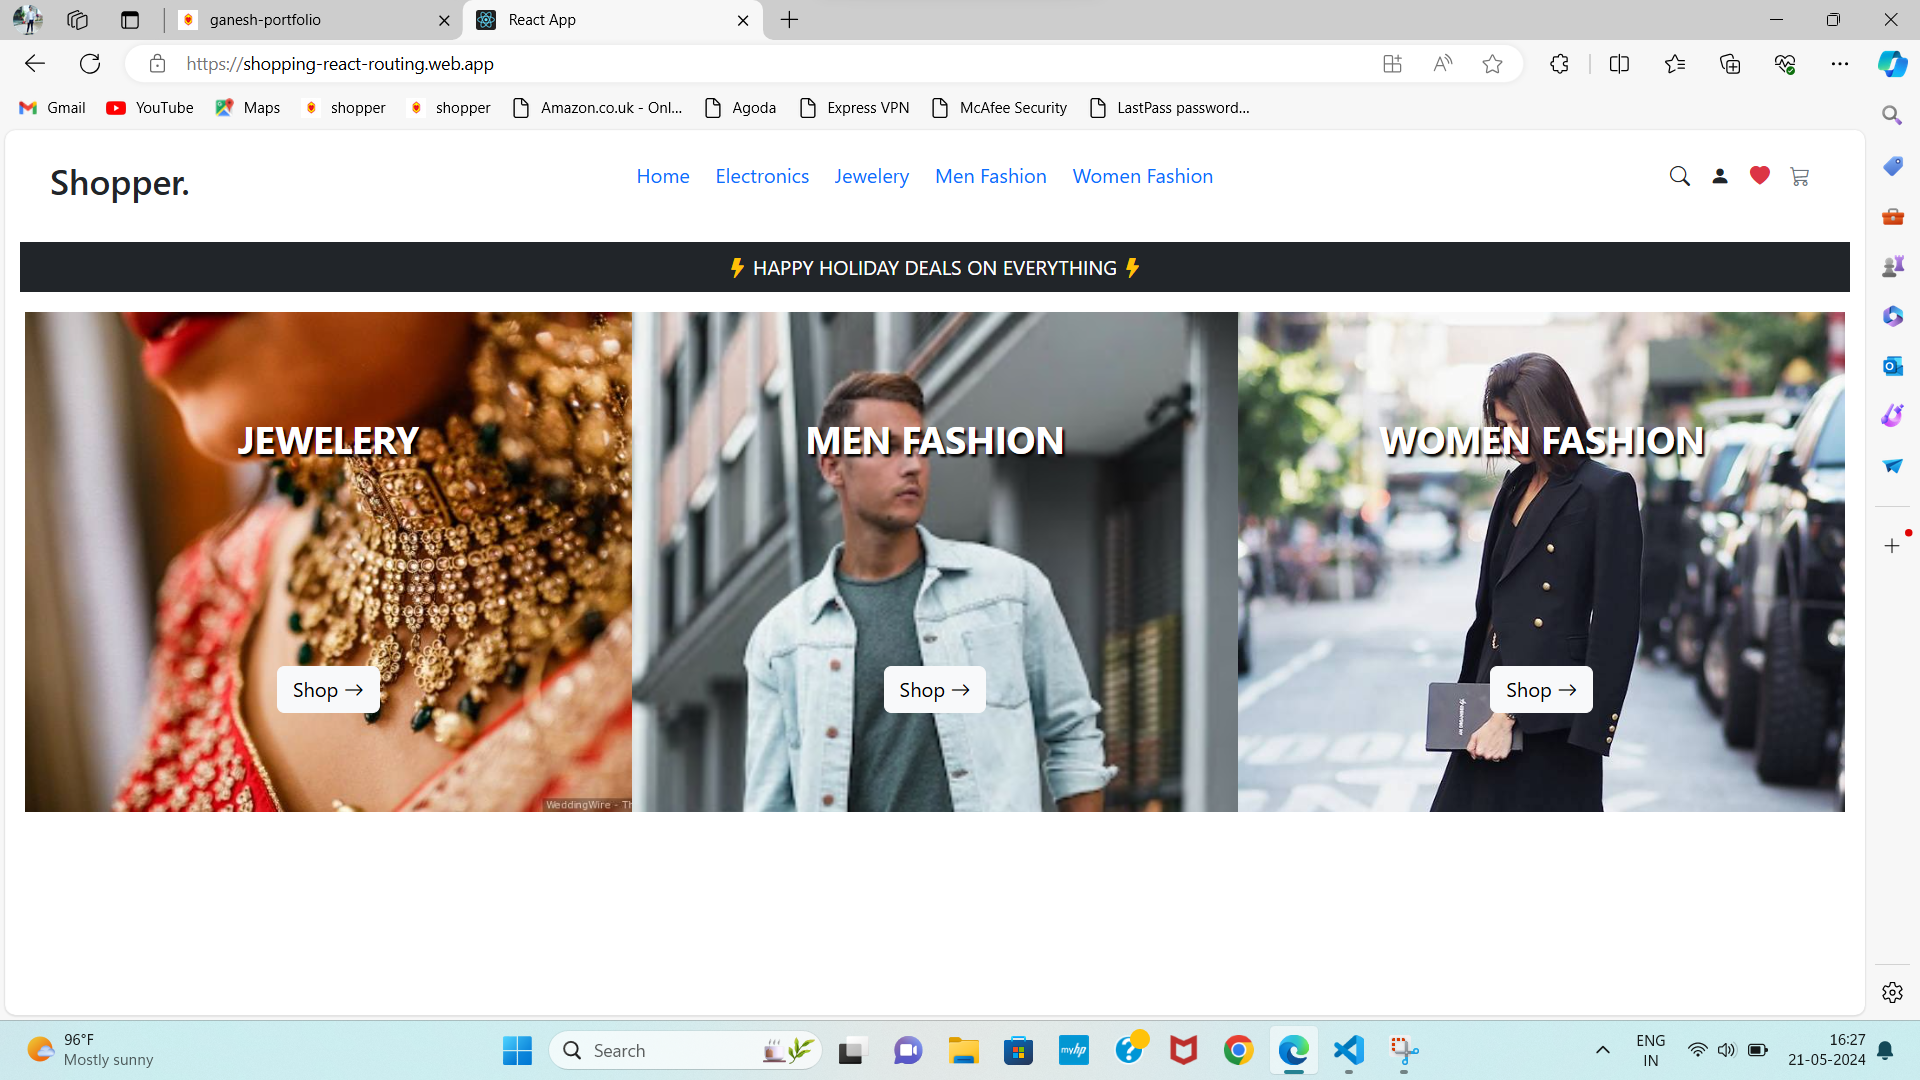 ganesh-portfolio
React App
https://shopping-react-routing.web.app
Gmail
YouTube
Maps
shopper
shopper
Amazon.co.uk - Onl...
Agoda
Express VPN
McAfee Security
LastPass password...
Shopper.
Home
Electronics
Jewelery
Men Fashion
Women Fashion
HAPPY HOLIDAY DEALS ON EVERYTHING
JEWELERY
MEN FASHION
WOMEN FASHION
Shop
Shop
Shop
WeddingWire - Th
96°F
Mostly sunny
Search
myhp
ENG
IN
16:27
21-05-2024